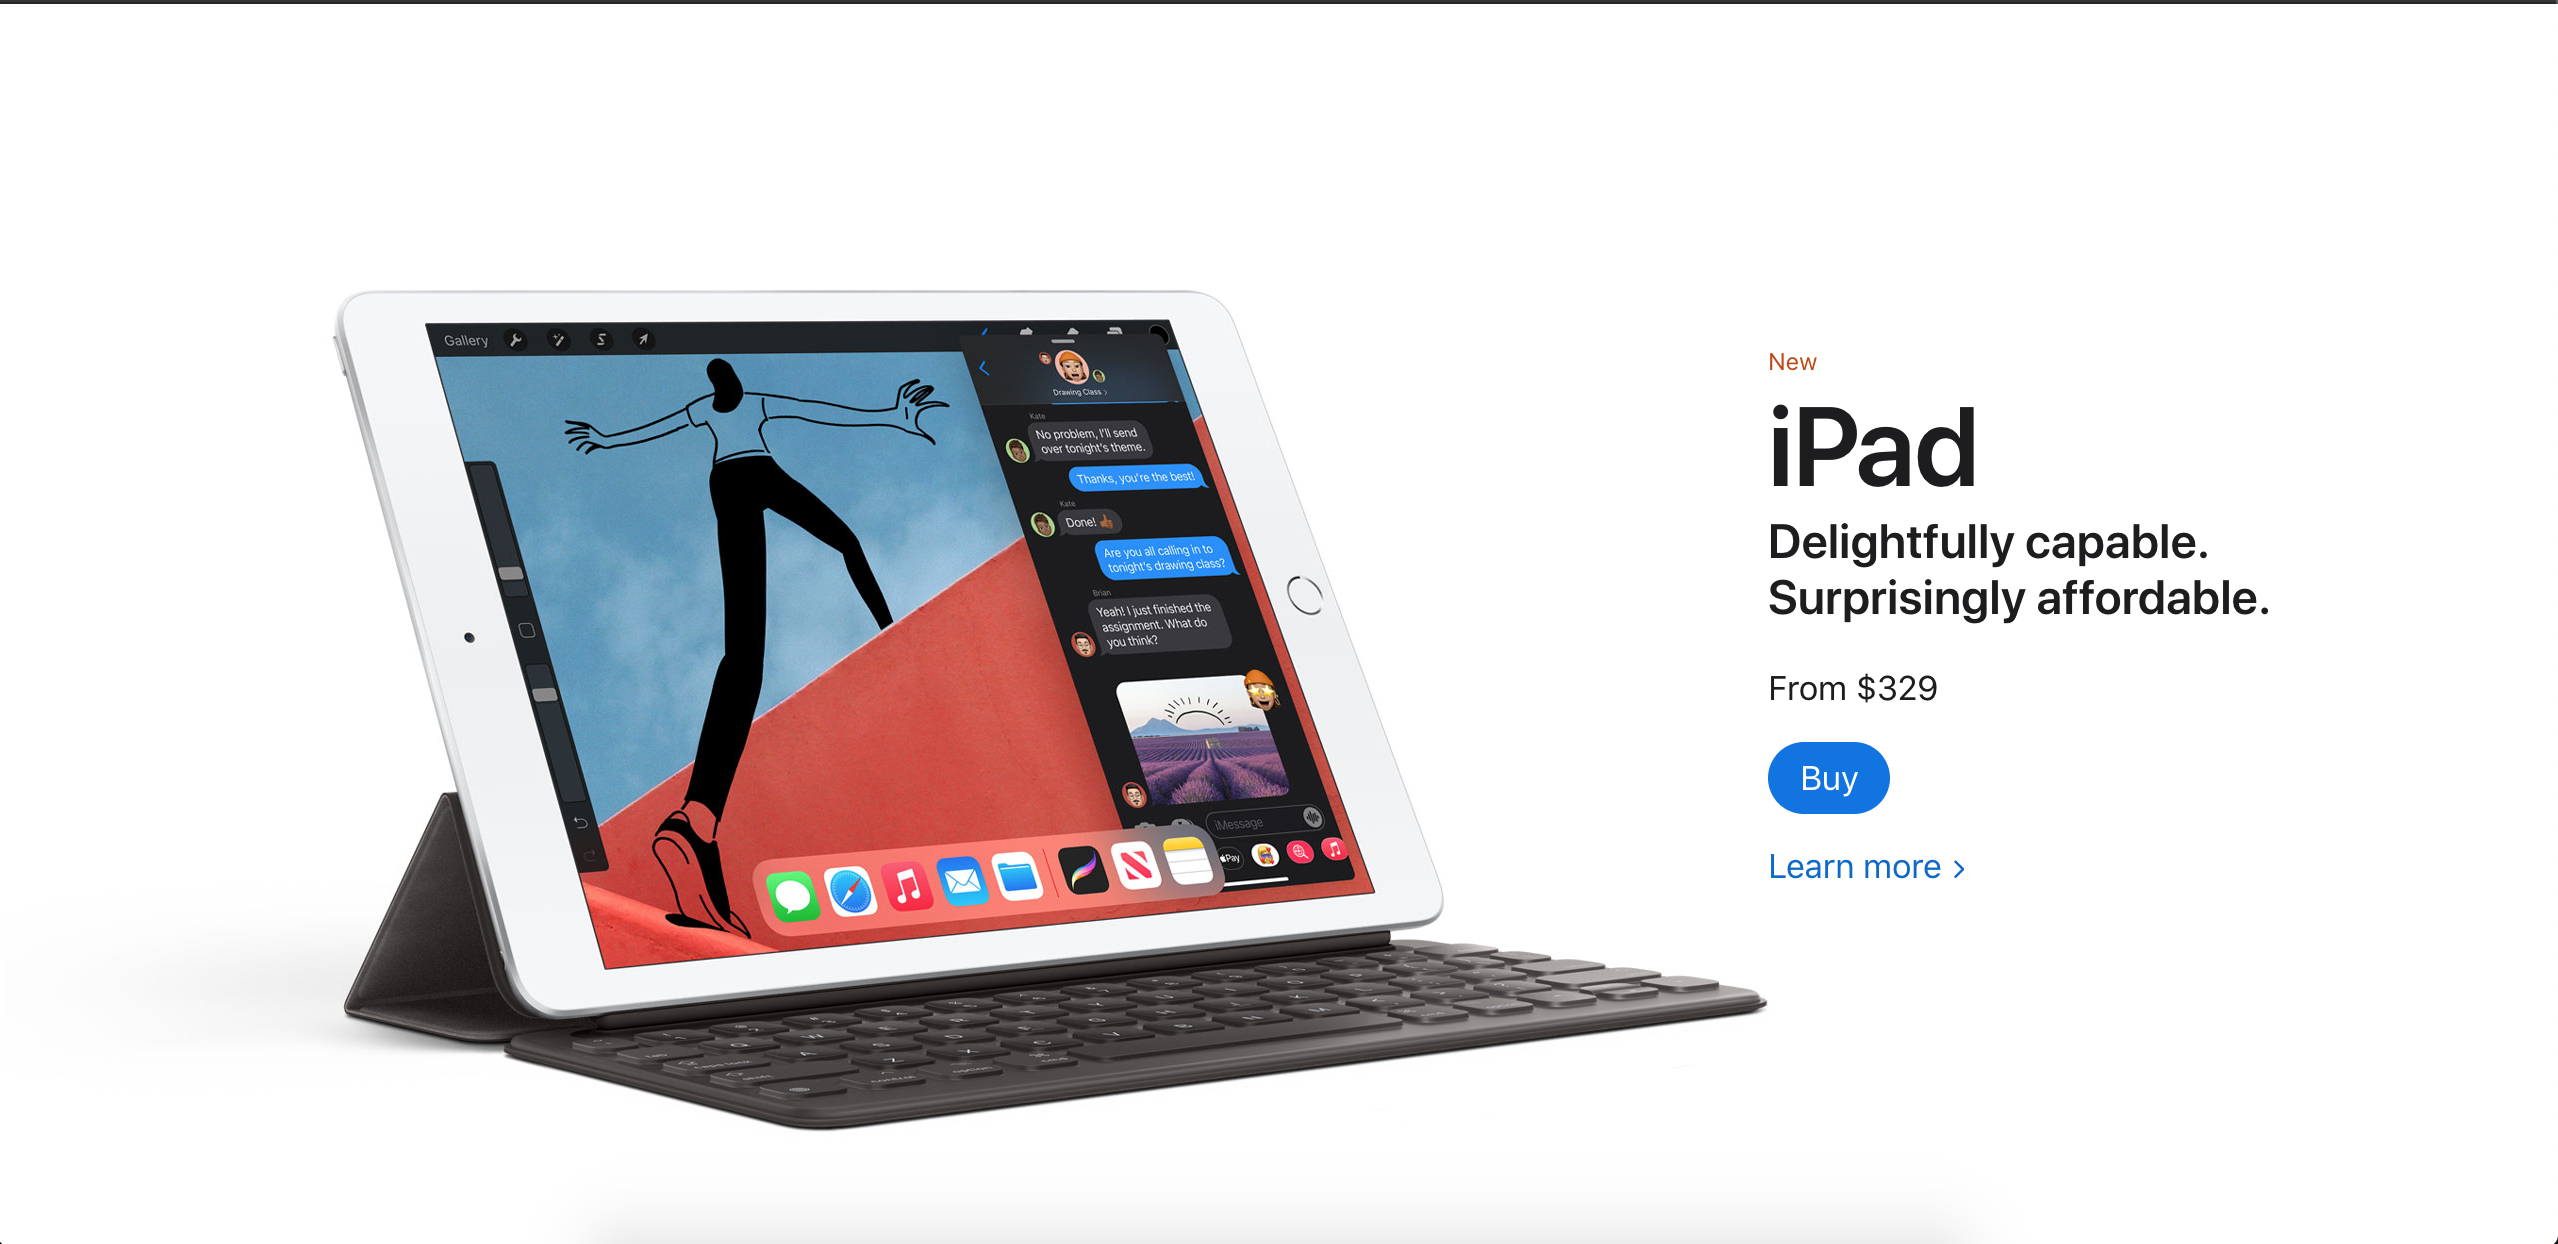 Gallery
Drawing Class >
Kate
No problem, I'll send
over tonight's theme.
Thanks, you're the best!
Kate
Done! 👍🏾
Are you all calling in to
tonight's drawing class?
Brian
Yeah! I just finished the
assignment. What do
you think?
iMessage
Pay
New
iPad
Delightfully capable.
Surprisingly affordable.
From $329
Buy
Learn more >